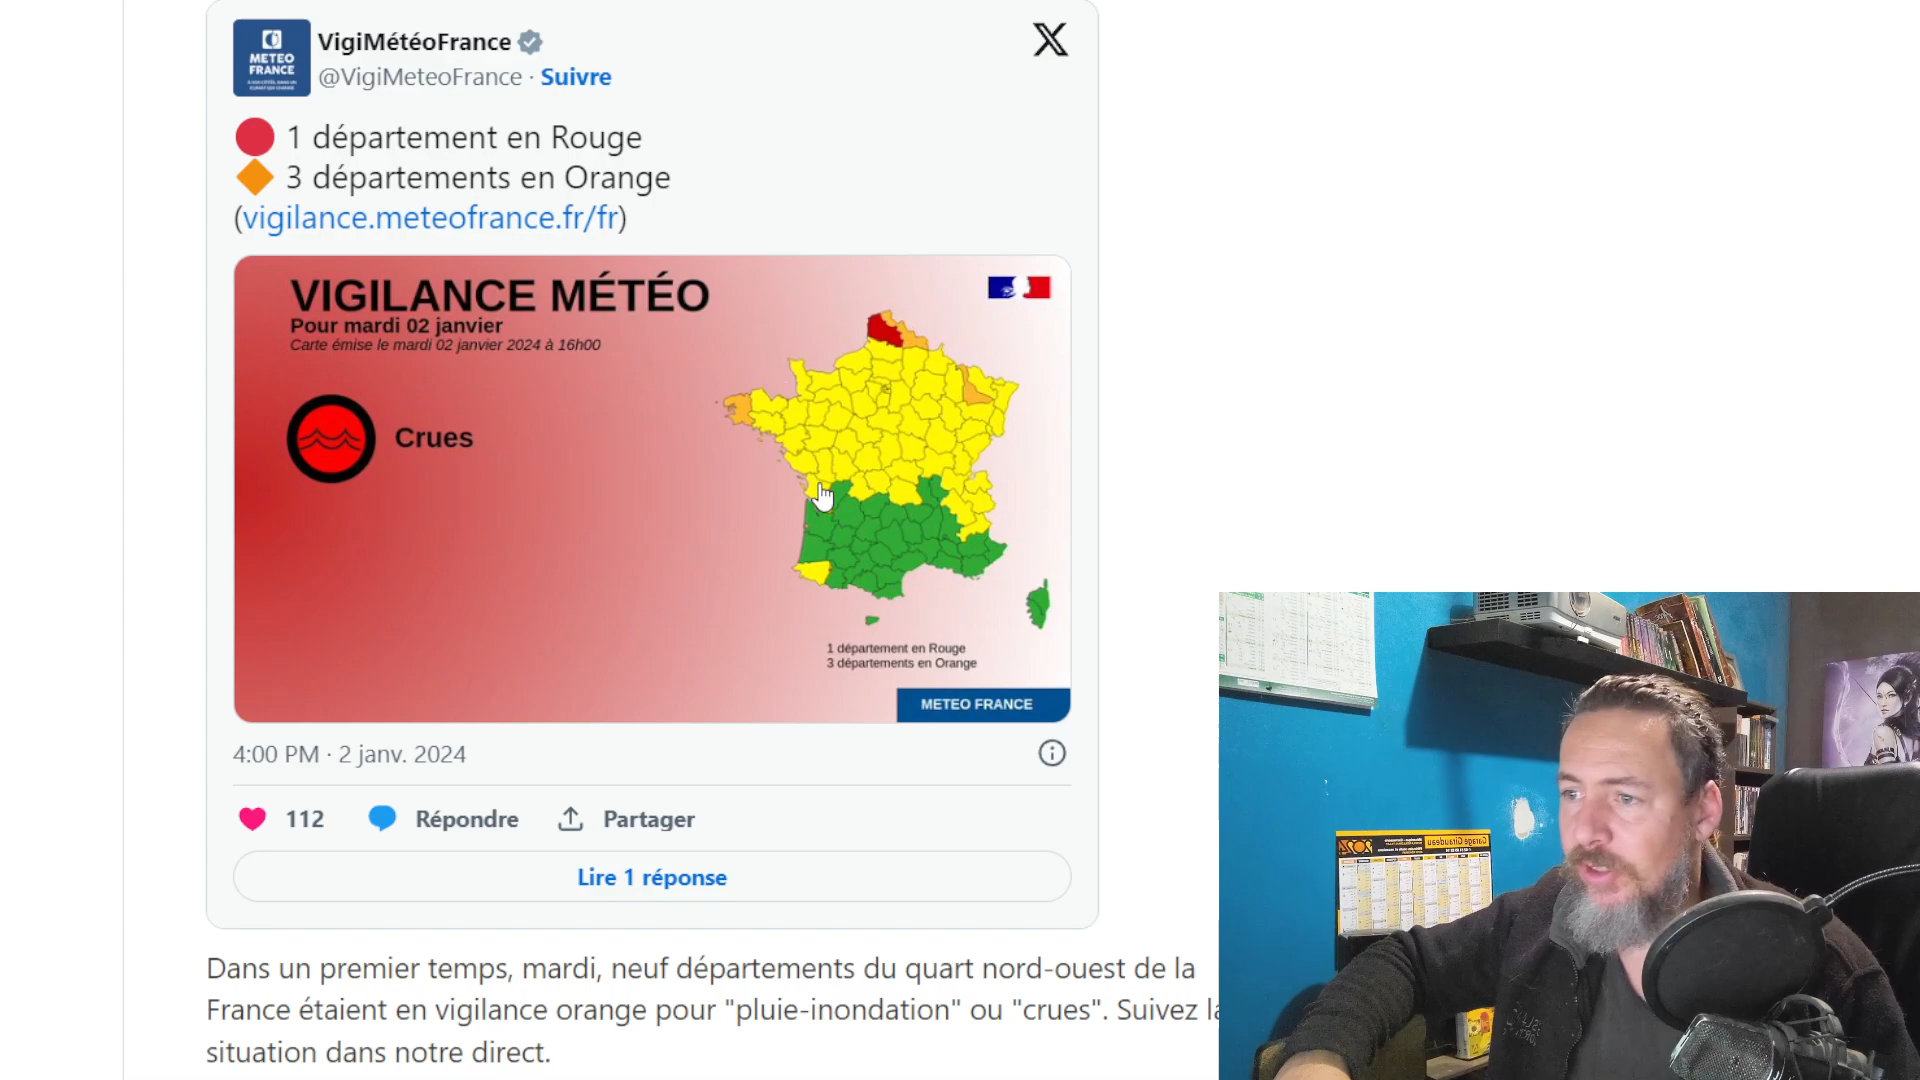 METEO
FRANCE
VigiMétéoFrance
@VigiMeteoFrance · Suivre
1 département en Rouge
3 départements en Orange
(vigilance.meteofrance.fr/fr)
VIGILANCE MÉTÉO
Pour mardi 02 janvier
Carte émise le mardi 02 janvier 2024 à 16h00
Crues
1 département en Rouge
3 départements en Orange
METEO FRANCE
4:00 PM · 2 janv. 2024
112 Répondre Partager
Lire 1 réponse
Dans un premier temps, mardi, neuf départements du quart nord-ouest de la
France étaient en vigilance orange pour "pluie-inondation" ou "crues". Suivez la
situation dans notre direct.
Garage Giraudeau